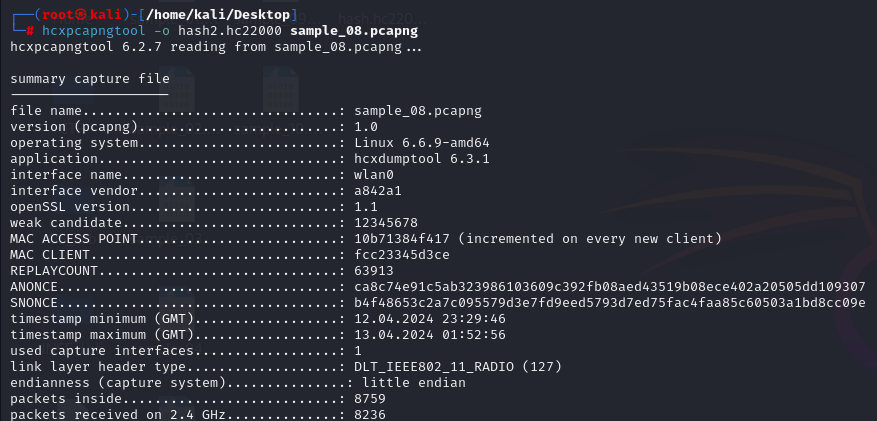 ┌──(root㉿kali)-[/home/kali/Desktop]
└─# hcxpcapngtool -o hash2.hc22000 sample_08.pcapng
hcxpcapngtool 6.2.7 reading from sample_08.pcapng...
summary capture file
--------------------
file name................................: sample_08.pcapng
version (pcapng).........................: 1.0
operating system.........................: Linux 6.6.9-amd64
application..............................: hcxdumptool 6.3.1
interface name...........................: wlan0
interface vendor.........................: a842a1
openSSL version..........................: 1.1
weak candidate...........................: 12345678
MAC ACCESS POINT.........................: 10b71384f417 (incremented on every new client)
MAC CLIENT...............................: fcc23345d3ce
REPLAYCOUNT..............................: 63913
ANONCE...................................: ca8c74e91c5ab323986103609c392fb08aed43519b08ece402a20505dd109307
SNONCE...................................: b4f48653c2a7c095579d3e7fd9eed5793d7ed75fac4faa85c60503a1bd8cc09e
timestamp minimum (GMT)..................: 12.04.2024 23:29:46
timestamp maximum (GMT)..................: 13.04.2024 01:52:56
used capture interfaces..................: 1
link layer header type...................: DLT_IEEE802_11_RADIO (127)
endianness (capture system)...............: little endian
packets inside...........................: 8759
packets received on 2.4 GHz..............: 8236